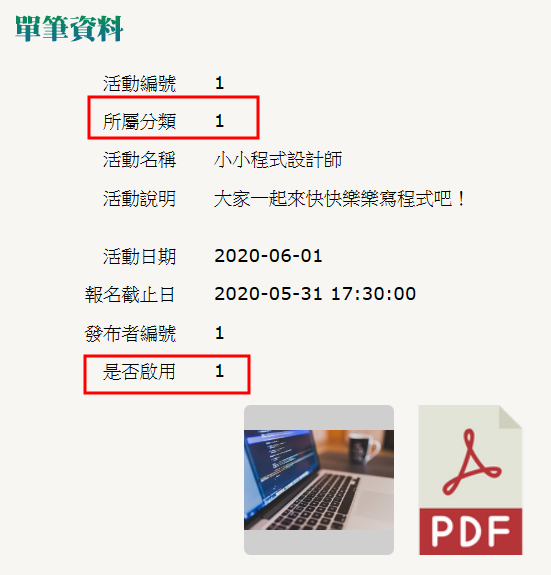 單筆資料
活動編號 1
所屬分類 1
活動名稱 小小程式設計師
活動說明 大家一起來快快樂樂寫程式吧！
活動日期 2020-06-01
報名截止日 2020-05-31 17:30:00
發布者編號 1
是否啟用 1
PDF